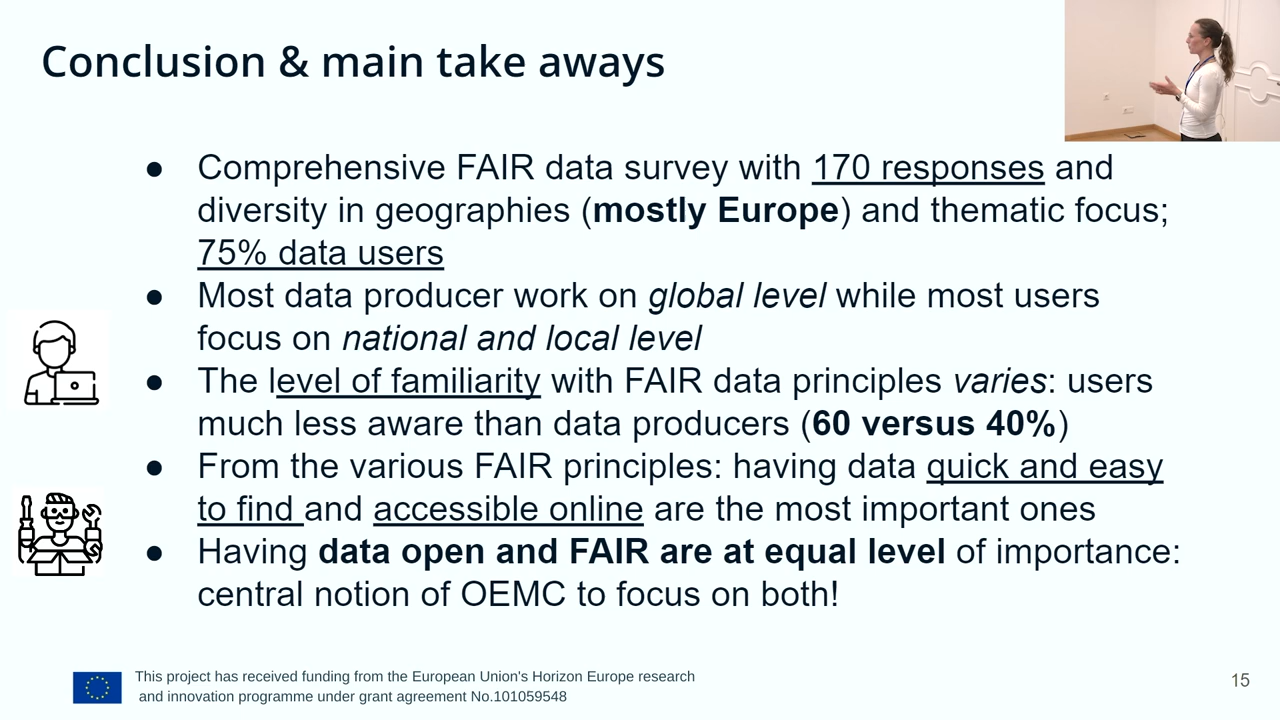 Conclusion & main take aways
● Comprehensive FAIR data survey with 170 responses and
diversity in geographies (mostly Europe) and thematic focus;
75% data users
● Most data producer work on global level while most users
focus on national and local level
● The level of familiarity with FAIR data principles varies: users
much less aware than data producers (60 versus 40%)
● From the various FAIR principles: having data quick and easy
to find and accessible online are the most important ones
● Having data open and FAIR are at equal level of importance:
central notion of OEMC to focus on both!
This project has received funding from the European Union's Horizon Europe research
and innovation programme under grant agreement No.101059548
15